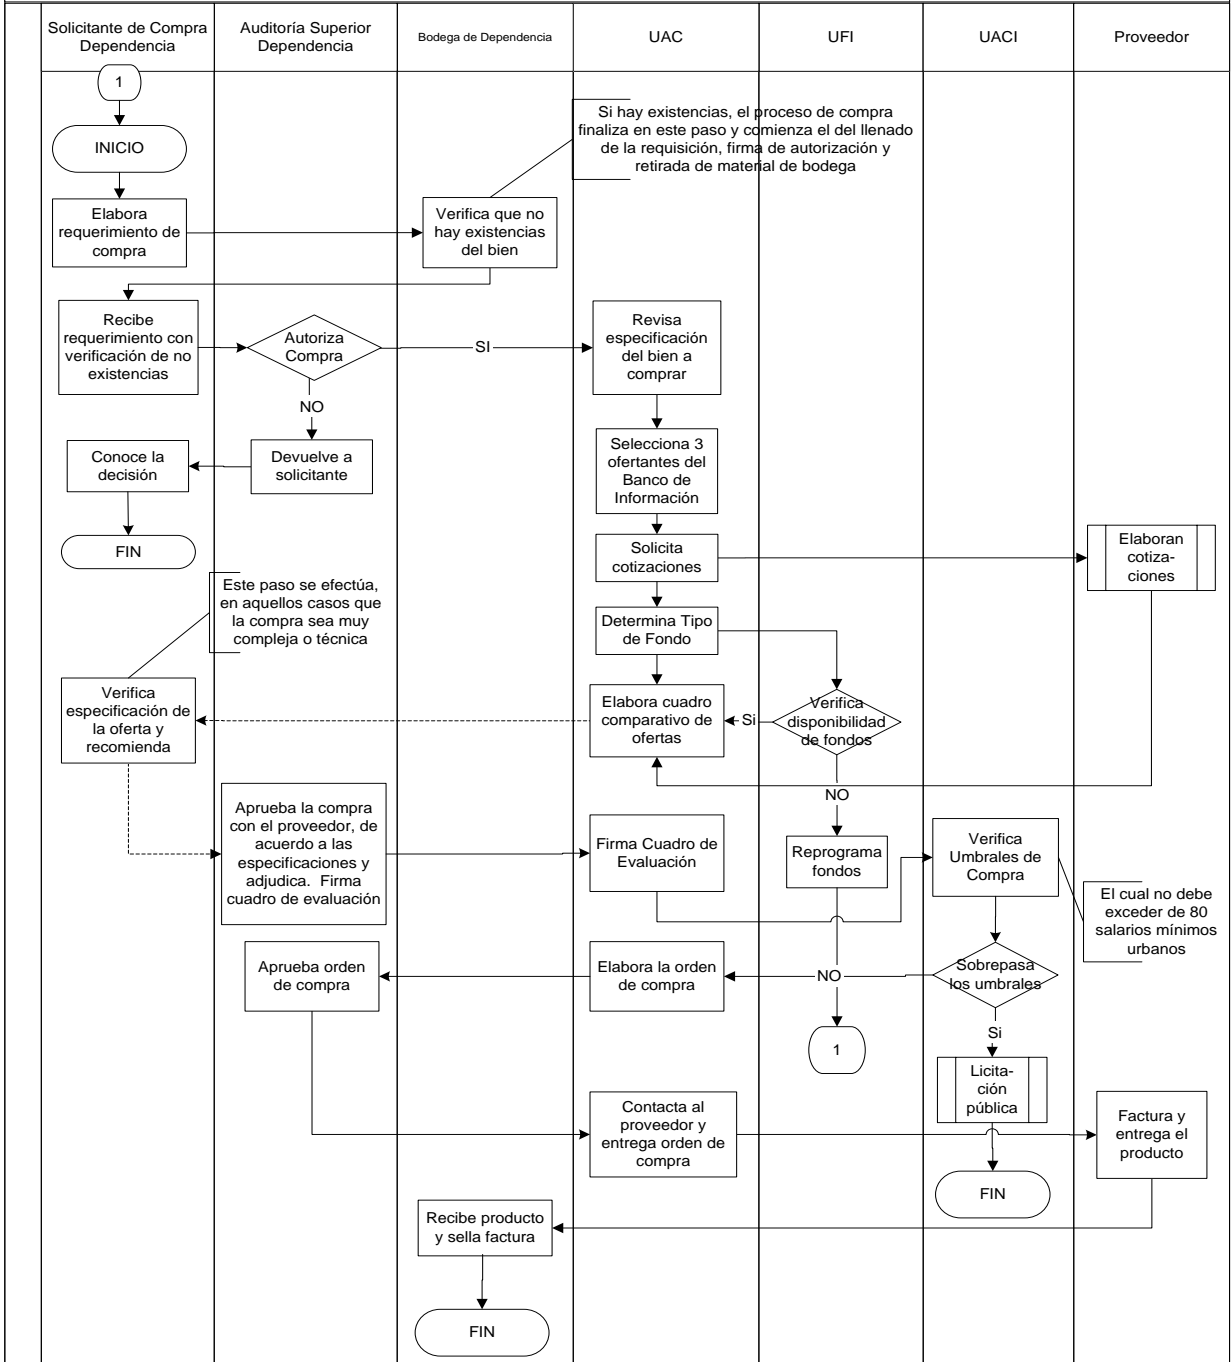 Solicitante de Compra
Dependencia
Auditoría Superior
Dependencia
Bodega de Dependencia
UAC
UFI
UACI
Proveedor
1
INICIO
Si hay existencias, el proceso de compra
finaliza en este paso y comienza el del llenado
de la requisición, firma de autorización y
retirada de material de bodega
Elabora
requerimiento de
compra
Verifica que no
hay existencias
del bien
Recibe
requerimiento con
verificación de no
existencias
Autoriza
Compra
SI
Revisa
especificación
del bien a
comprar
NO
Conoce la
decisión
Devuelve a
solicitante
Selecciona 3
ofertantes del
Banco de
Información
FIN
Solicita
cotizaciones
Elaboran
cotiza-
ciones
Este paso se efectúa,
en aquellos casos que
la compra sea muy
compleja o técnica
Determina Tipo
de Fondo
Verifica
especificación de
la oferta y
recomienda
Elabora cuadro
comparativo de
ofertas
Si
Verifica
disponibilidad
de fondos
NO
Aprueba la compra
con el proveedor, de
acuerdo a las
especificaciones y
adjudica. Firma
cuadro de evaluación
Firma Cuadro de
Evaluación
Reprograma
fondos
Verifica
Umbrales de
Compra
El cual no debe
exceder de 80
salarios mínimos
urbanos
Aprueba orden
de compra
Elabora la orden
de compra
NO
Sobrepasa
los umbrales
Si
1
Licita-
ción
pública
Contacta al
proveedor y
entrega orden de
compra
Factura y
entrega el
producto
FIN
Recibe producto
y sella factura
FIN